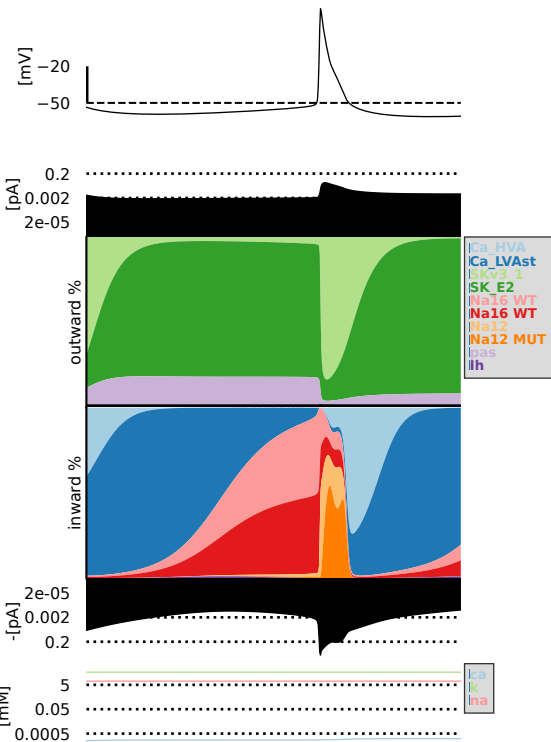 [mV]
−20
−50
[pA]
0.2
0.002
2e-05
outward %
Ca_HVA
Ca_LVAst
SKv3_1
SK_E2
Na16 WT
Na16 WT
Na12
Na12 MUT
pas
Ih
inward %
-[pA]
2e-05
0.002
0.2
[mM]
5
0.05
0.0005
ca
k
na